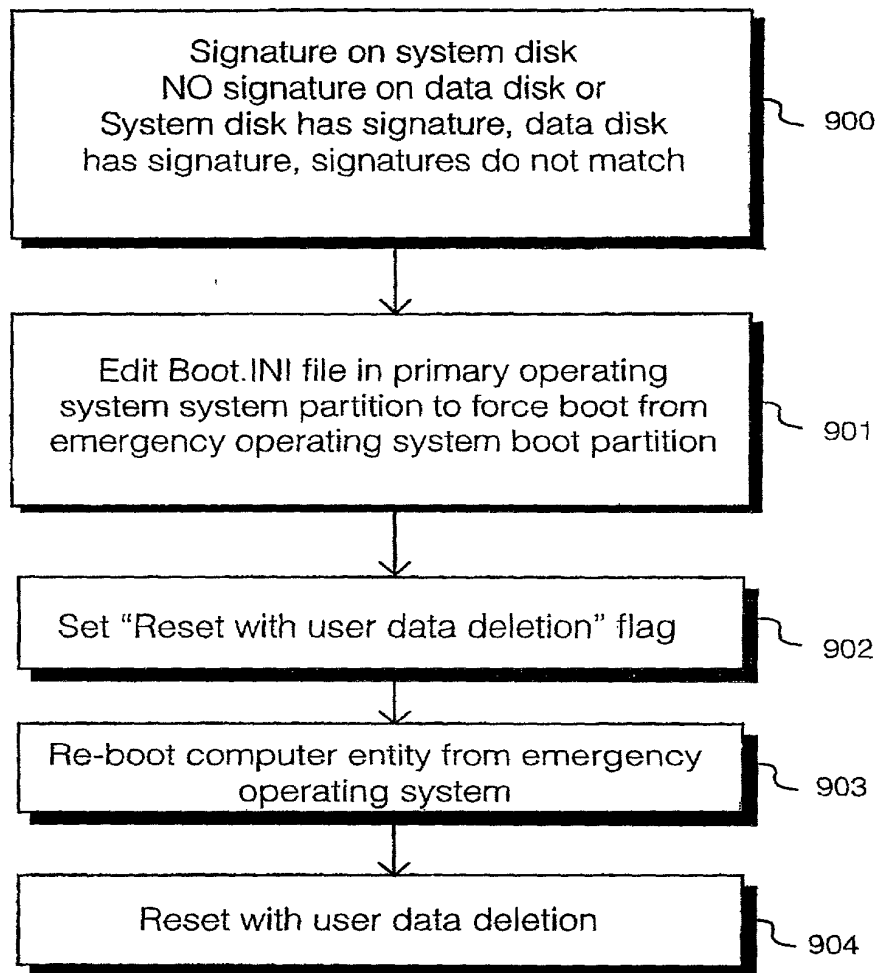 Signature on system disk
NO signature on data disk or
System disk has signature, data disk
has signature, signatures do not match
900
Edit Boot.INI file in primary operating
system system partition to force boot from
emergency operating system boot partition
901
Set “Reset with user data deletion” flag
902
Re-boot computer entity from emergency
operating system
903
Reset with user data deletion
904